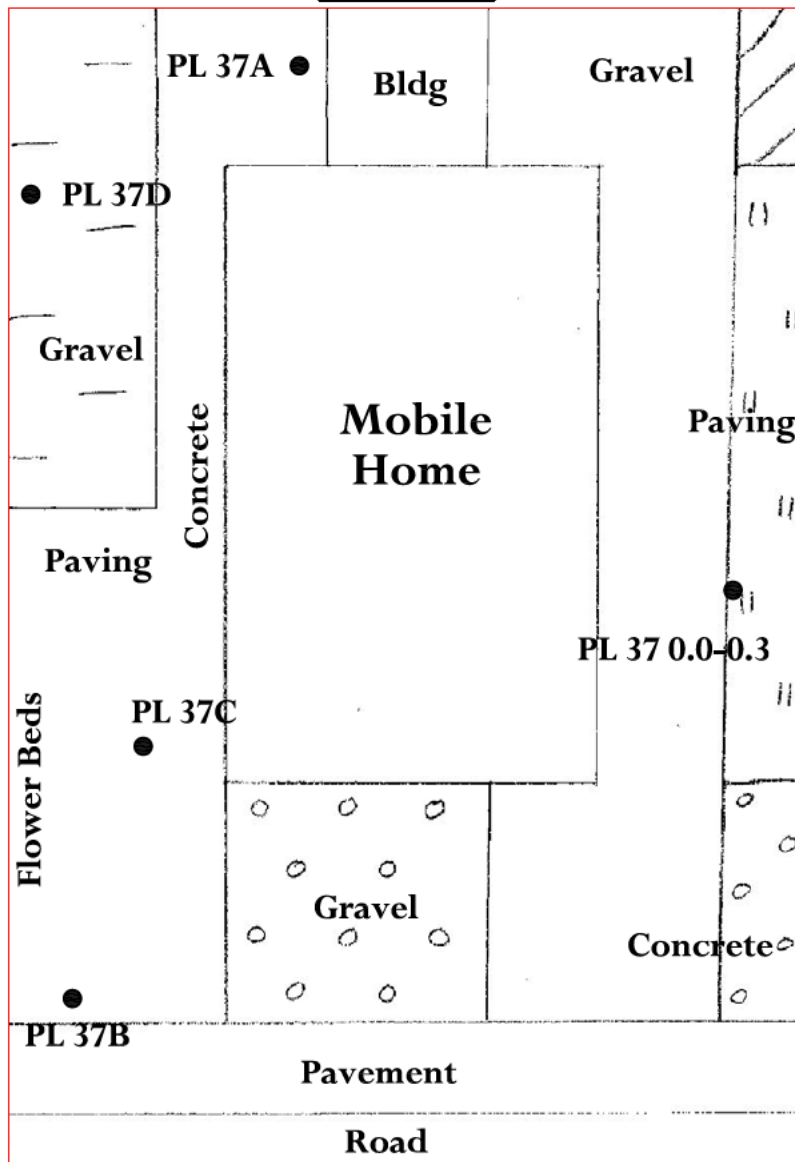 PL 37A
Bldg
Gravel
PL 37D
Gravel
Concrete
Mobile
Home
Paving
Paving
PL 37 0.0-0.3
PL 37C
Flower Beds
Gravel
Concrete
PL 37B
Pavement
Road